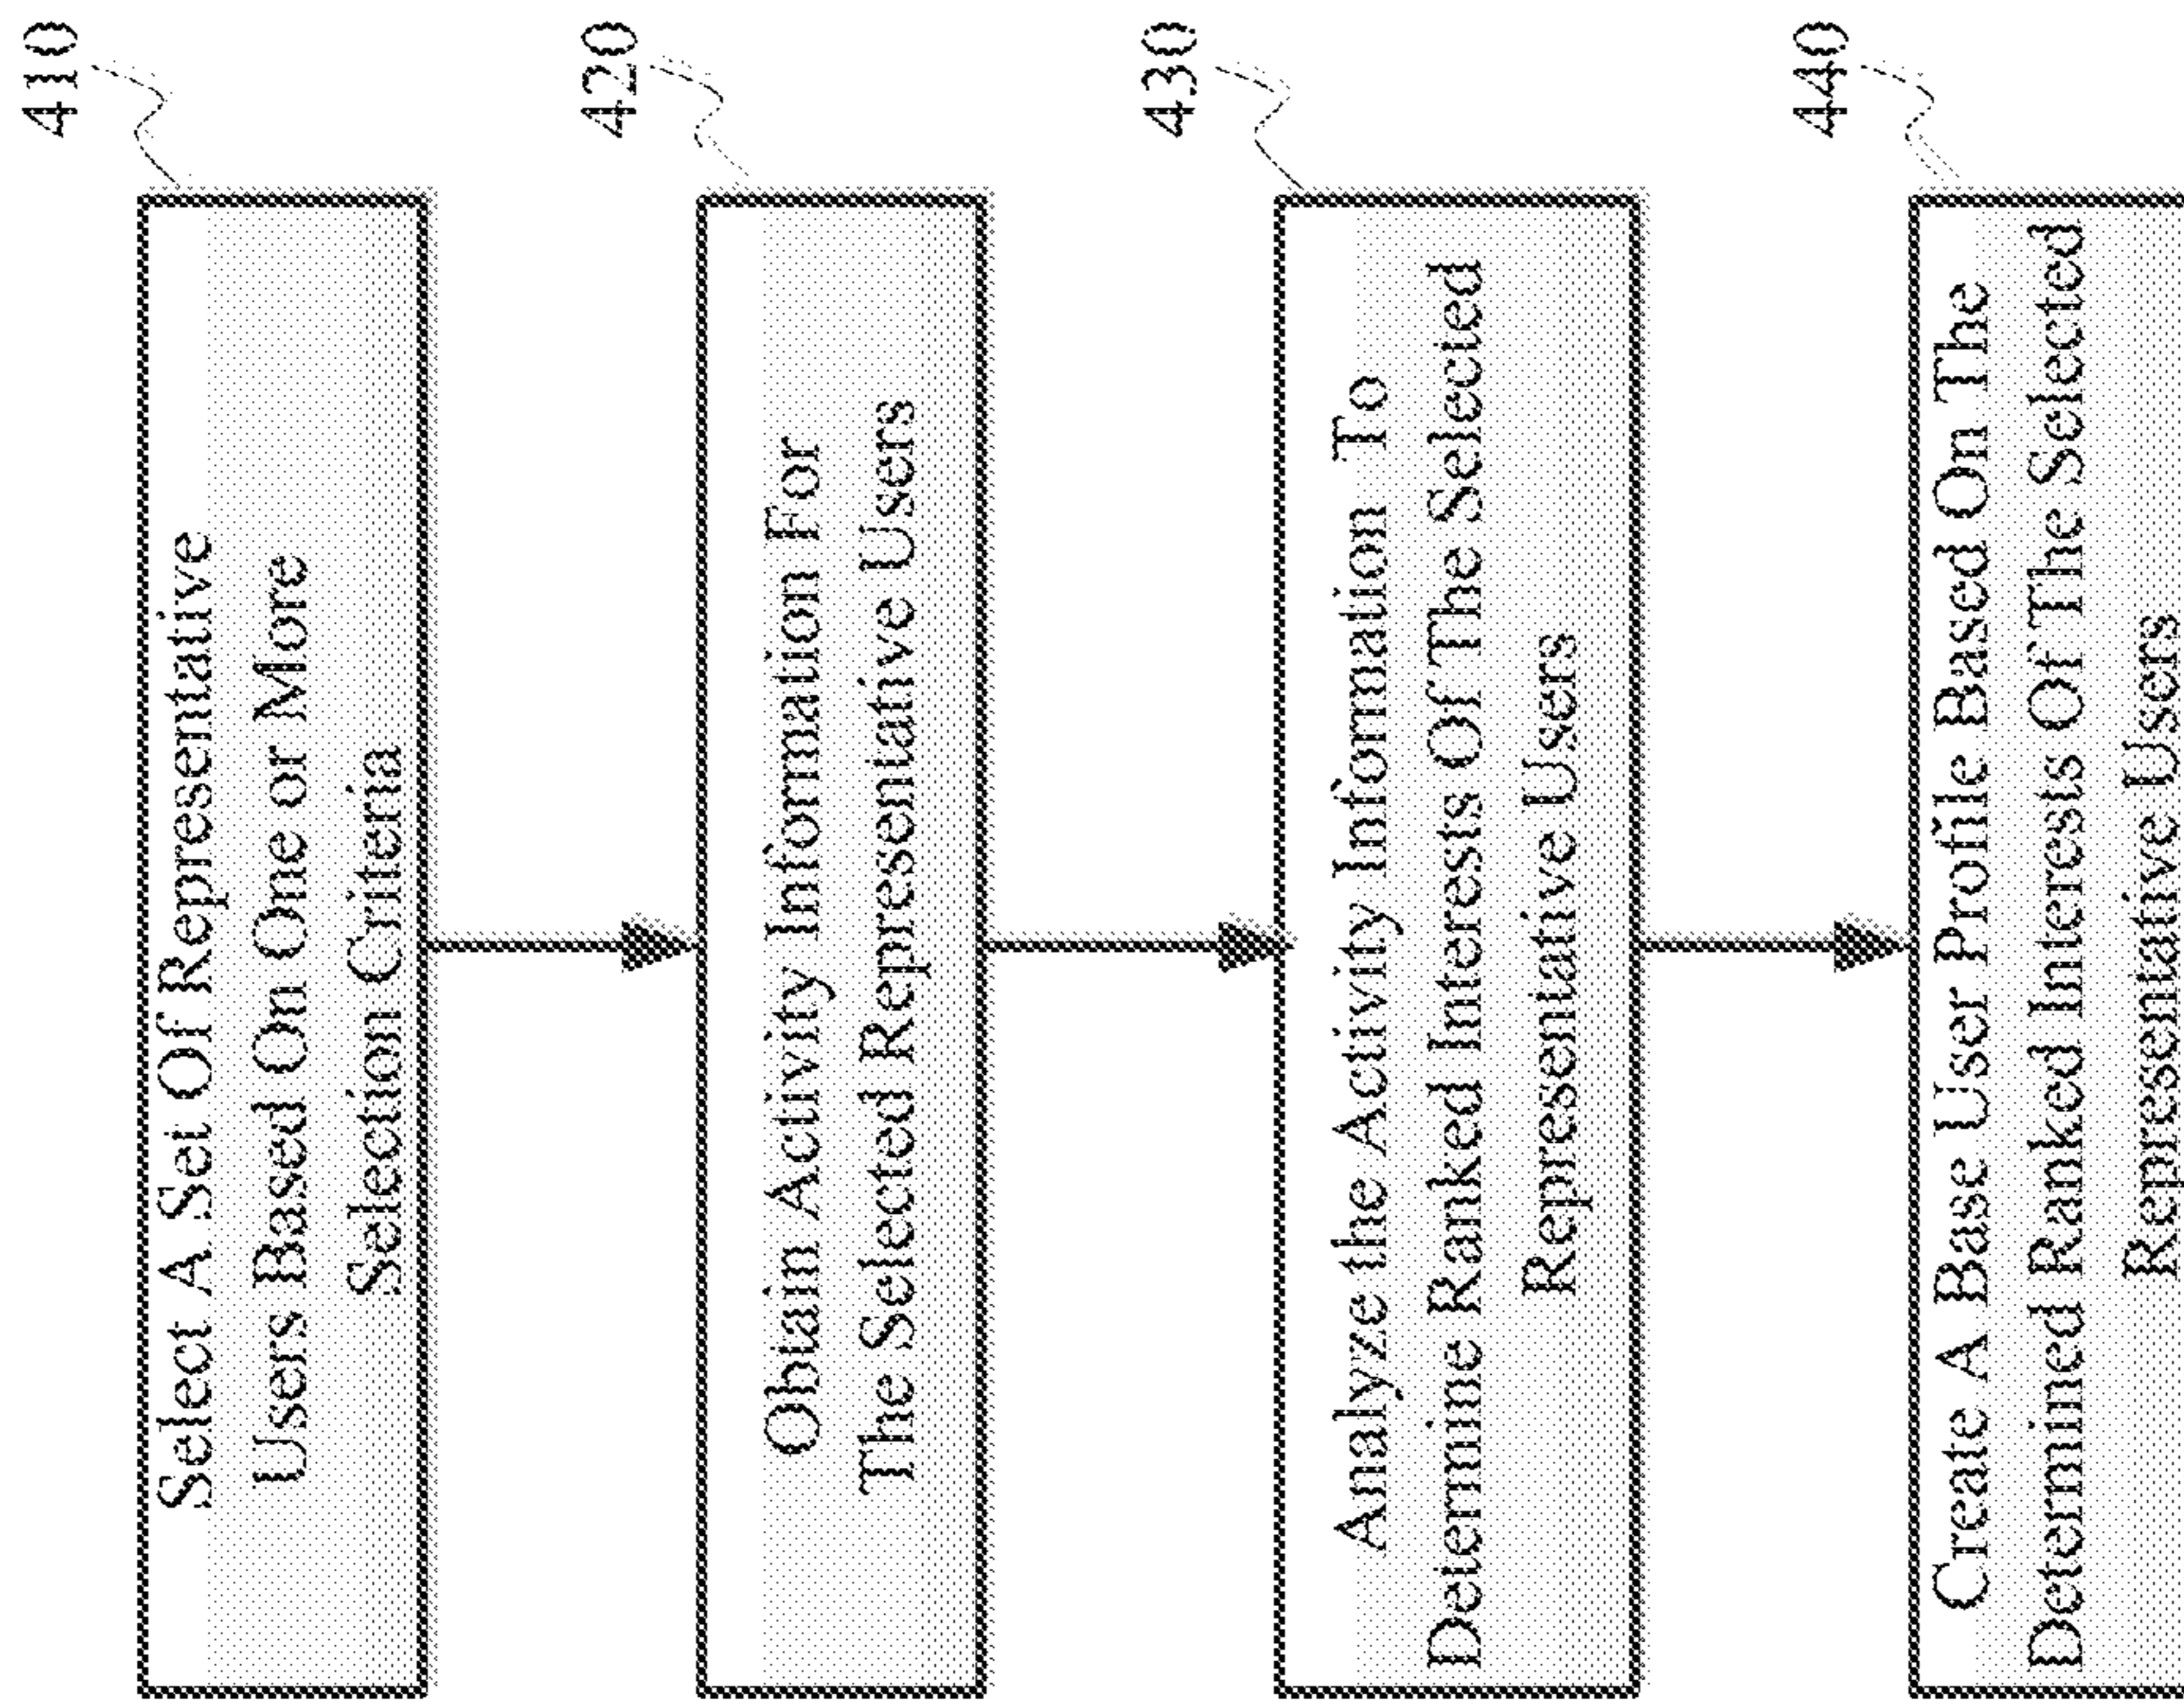 410
Select A Set Of Representative
Users Based On One or More
Selection Criteria
420
Obtain Activity Information For
The Selected Representative Users
430
Analyze the Activity Information To
Determine Ranked Interests Of The Selected
Representative Users
440
Create A Base User Profile Based On The
Determined Ranked Interests Of The Selected
Representative Users